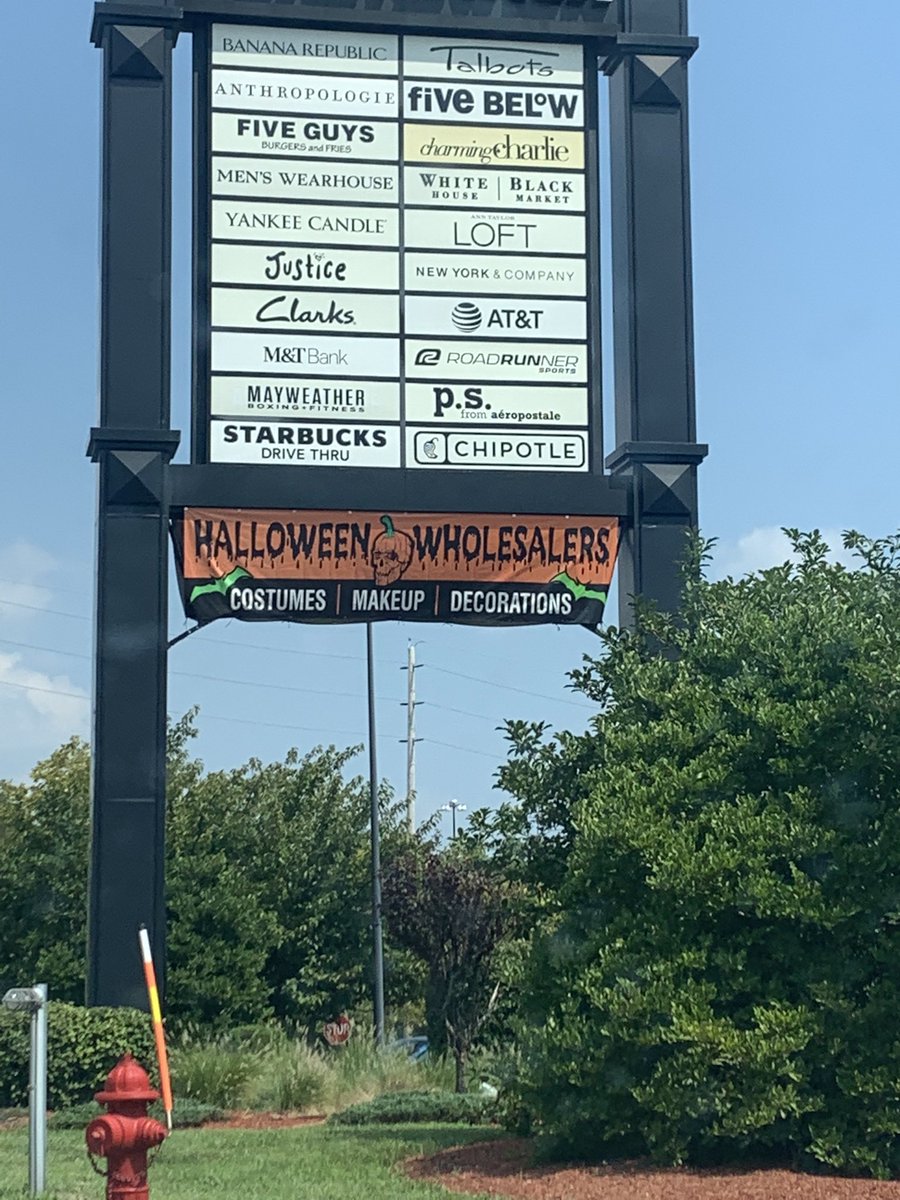 BANANA REPUBLIC
Talbots
ANTHROPOLOGIE
five BELoW
FIVE GUYS
BURGERS and FRIES
charming charlie
MEN'S WEARHOUSE
WHITE HOUSE | BLACK MARKET
YANKEE CANDLE
ANN TAYLOR
LOFT
Justice
NEW YORK & COMPANY
Clarks
AT&T
M&T Bank
ROADRUNNER
SPORTS
MAYWEATHER
BOXING + FITNESS
p.s.
from aéropostale
STARBUCKS
DRIVE THRU
CHIPOTLE
HALLOWEEN WHOLESALERS
COSTUMES | MAKEUP | DECORATIONS
STOP